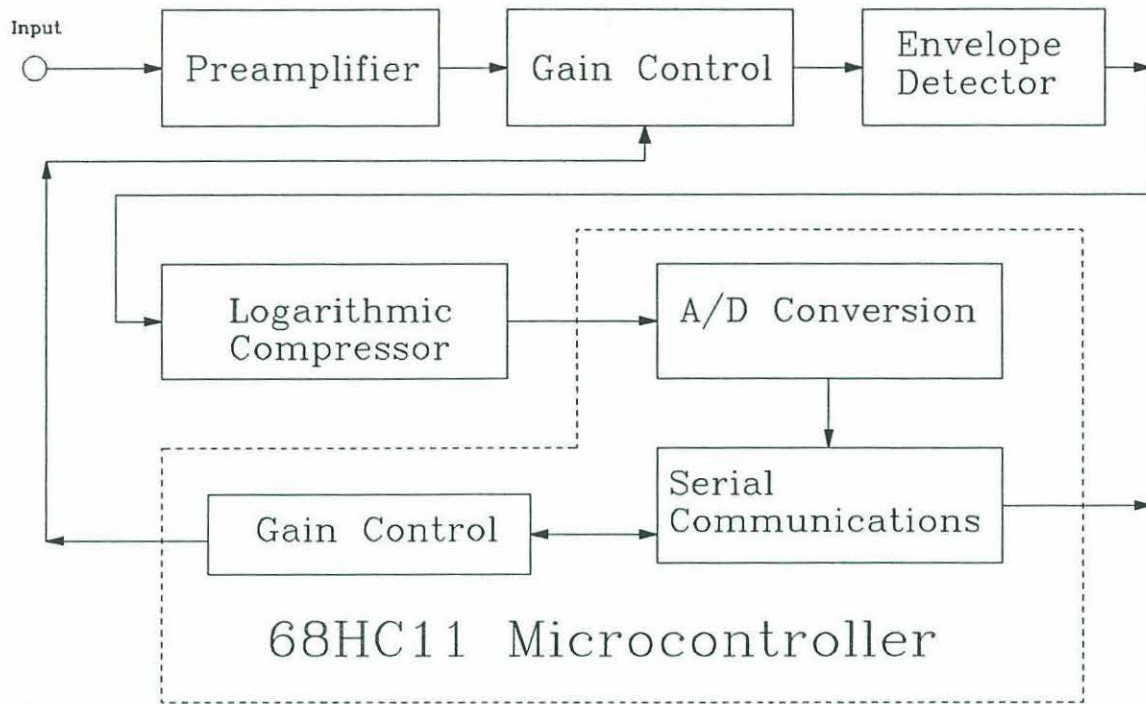 Input
Preamplifier
Gain Control
Envelope
Detector
Logarithmic
Compressor
A/D Conversion
Serial
Communications
Gain Control
68HC11 Microcontroller